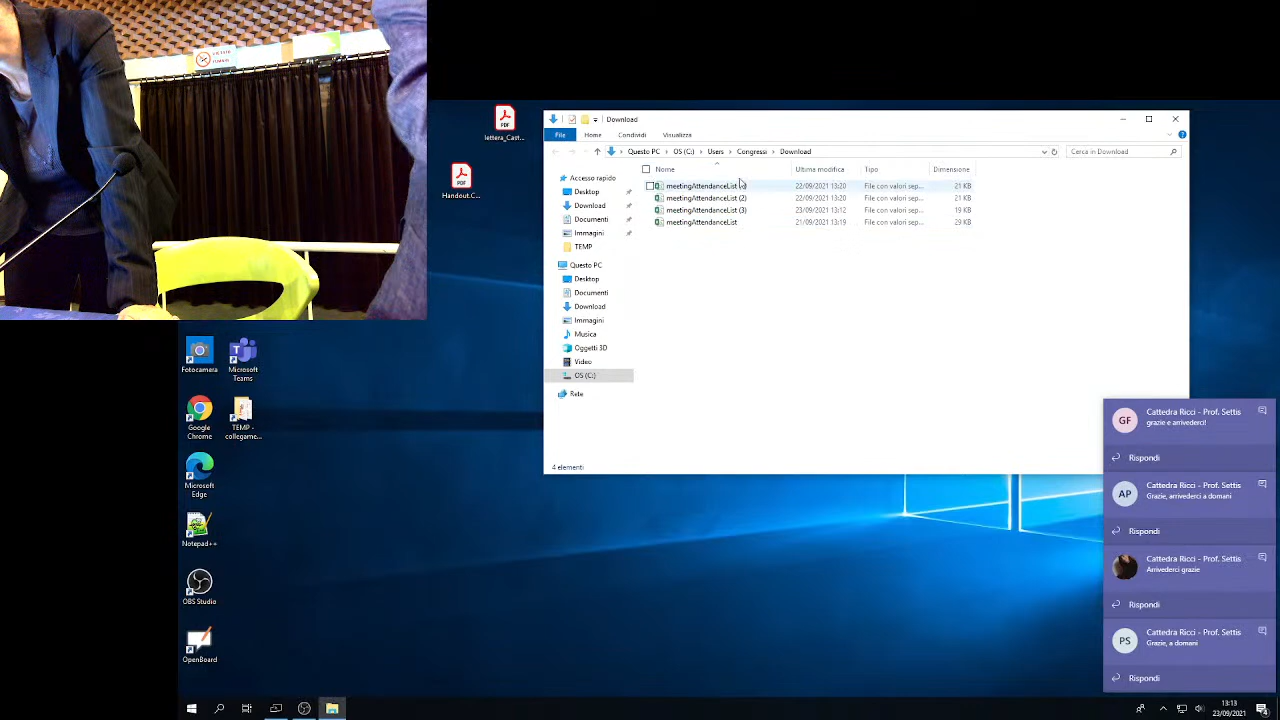 PDF
lettera_Cast...
PDF
Handout.C...
Fotocamera
Microsoft
Teams
Google
Chrome
TEMP -
collegame...
Microsoft
Edge
Notepad++
OBS Studio
OpenBoard
Download
File
Home
Condividi
Visualizza
Questo PC
OS (C:)
Users
Congressi
Download
Cerca in Download
Nome
Ultima modifica
Tipo
Dimensione
meetingAttendanceList
22/09/2021 13:20
File con valori sep...
21 KB
meetingAttendanceList (2)
22/09/2021 13:20
File con valori sep...
21 KB
meetingAttendanceList (3)
23/09/2021 13:12
File con valori sep...
19 KB
meetingAttendanceList
21/09/2021 13:19
File con valori sep...
29 KB
Accesso rapido
Desktop
Download
Documenti
Immagini
TEMP
Questo PC
Desktop
Documenti
Download
Immagini
Musica
Oggetti 3D
Video
OS (C:)
Rete
4 elementi
GF
Cattedra Ricci - Prof. Settis
grazie e arrivederci!
Rispondi
AP
Cattedra Ricci - Prof. Settis
Grazie, arrivederci a domani
Rispondi
Cattedra Ricci - Prof. Settis
Arrivederci grazie
Rispondi
PS
Cattedra Ricci - Prof. Settis
Grazie, a domani
Rispondi
13:13
23/09/2021